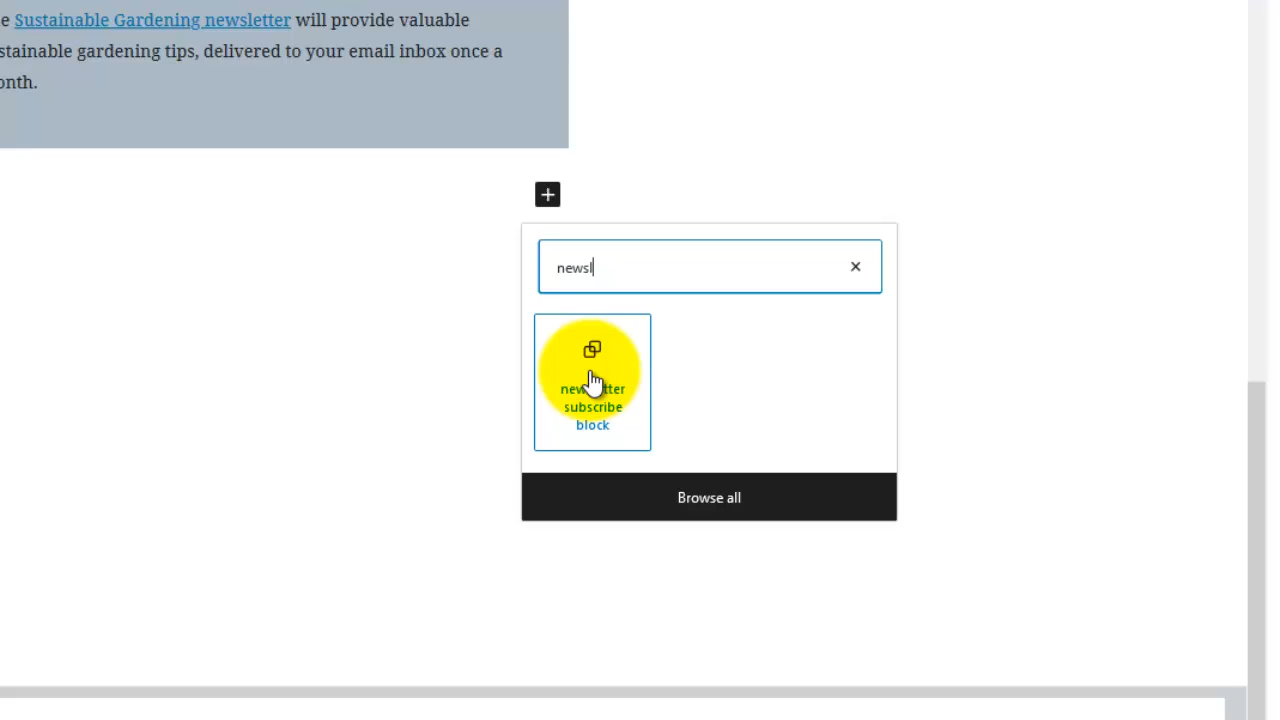 e Sustainable Gardening newsletter will provide valuable
stainable gardening tips, delivered to your email inbox once a
onth.
newsl
newsletter
subscribe
block
Browse all